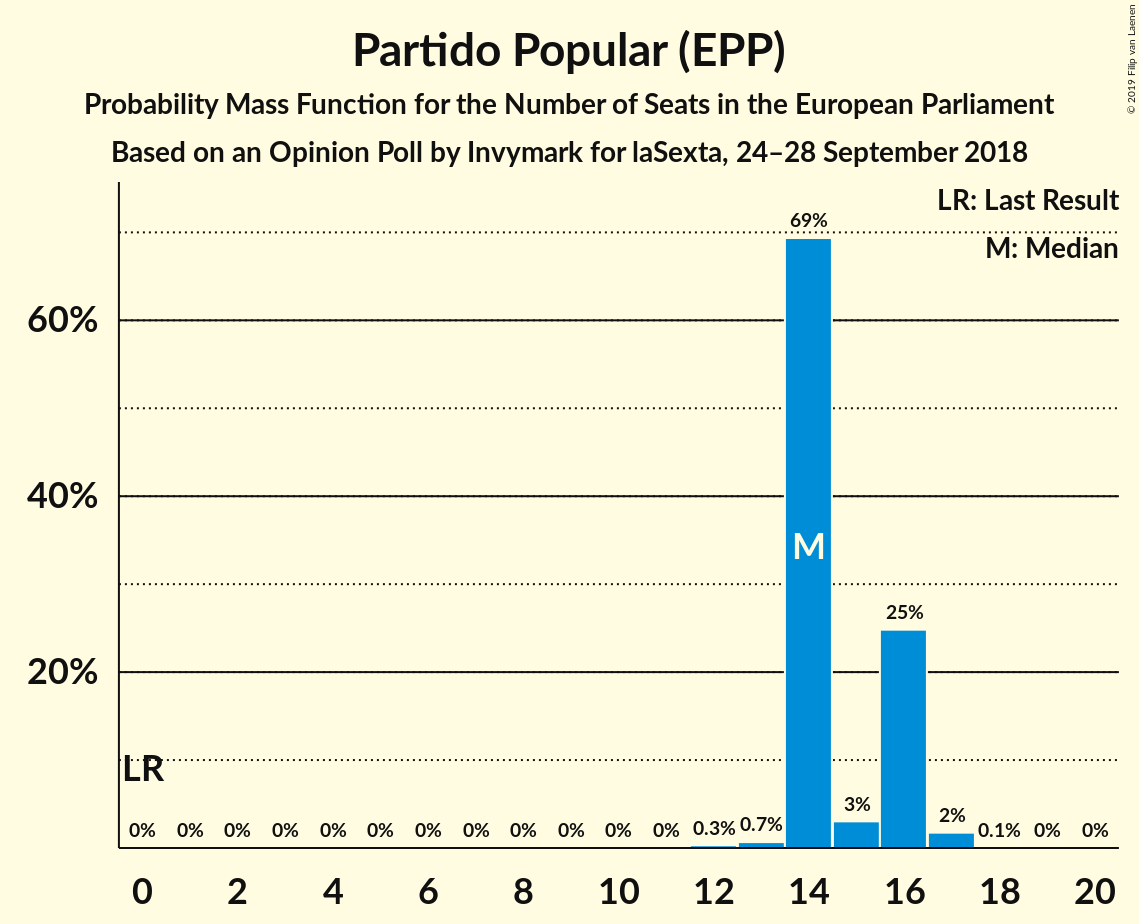 Partido Popular (EPP)
Probability Mass Function for the Number of Seats in the European Parliament
Based on an Opinion Poll by Invymark for laSexta, 24–28 September 2018
© 2019 Filip van Laenen
LR: Last Result
M: Median
69%
60%
40%
M
25%
20%
LR
0% 0% 0% 0% 0% 0% 0% 0% 0% 0% 0% 0% 0.3% 0.7% 3% 2% 0.1% 0% 0%
0 2 4 6 8 10 12 14 16 18 20